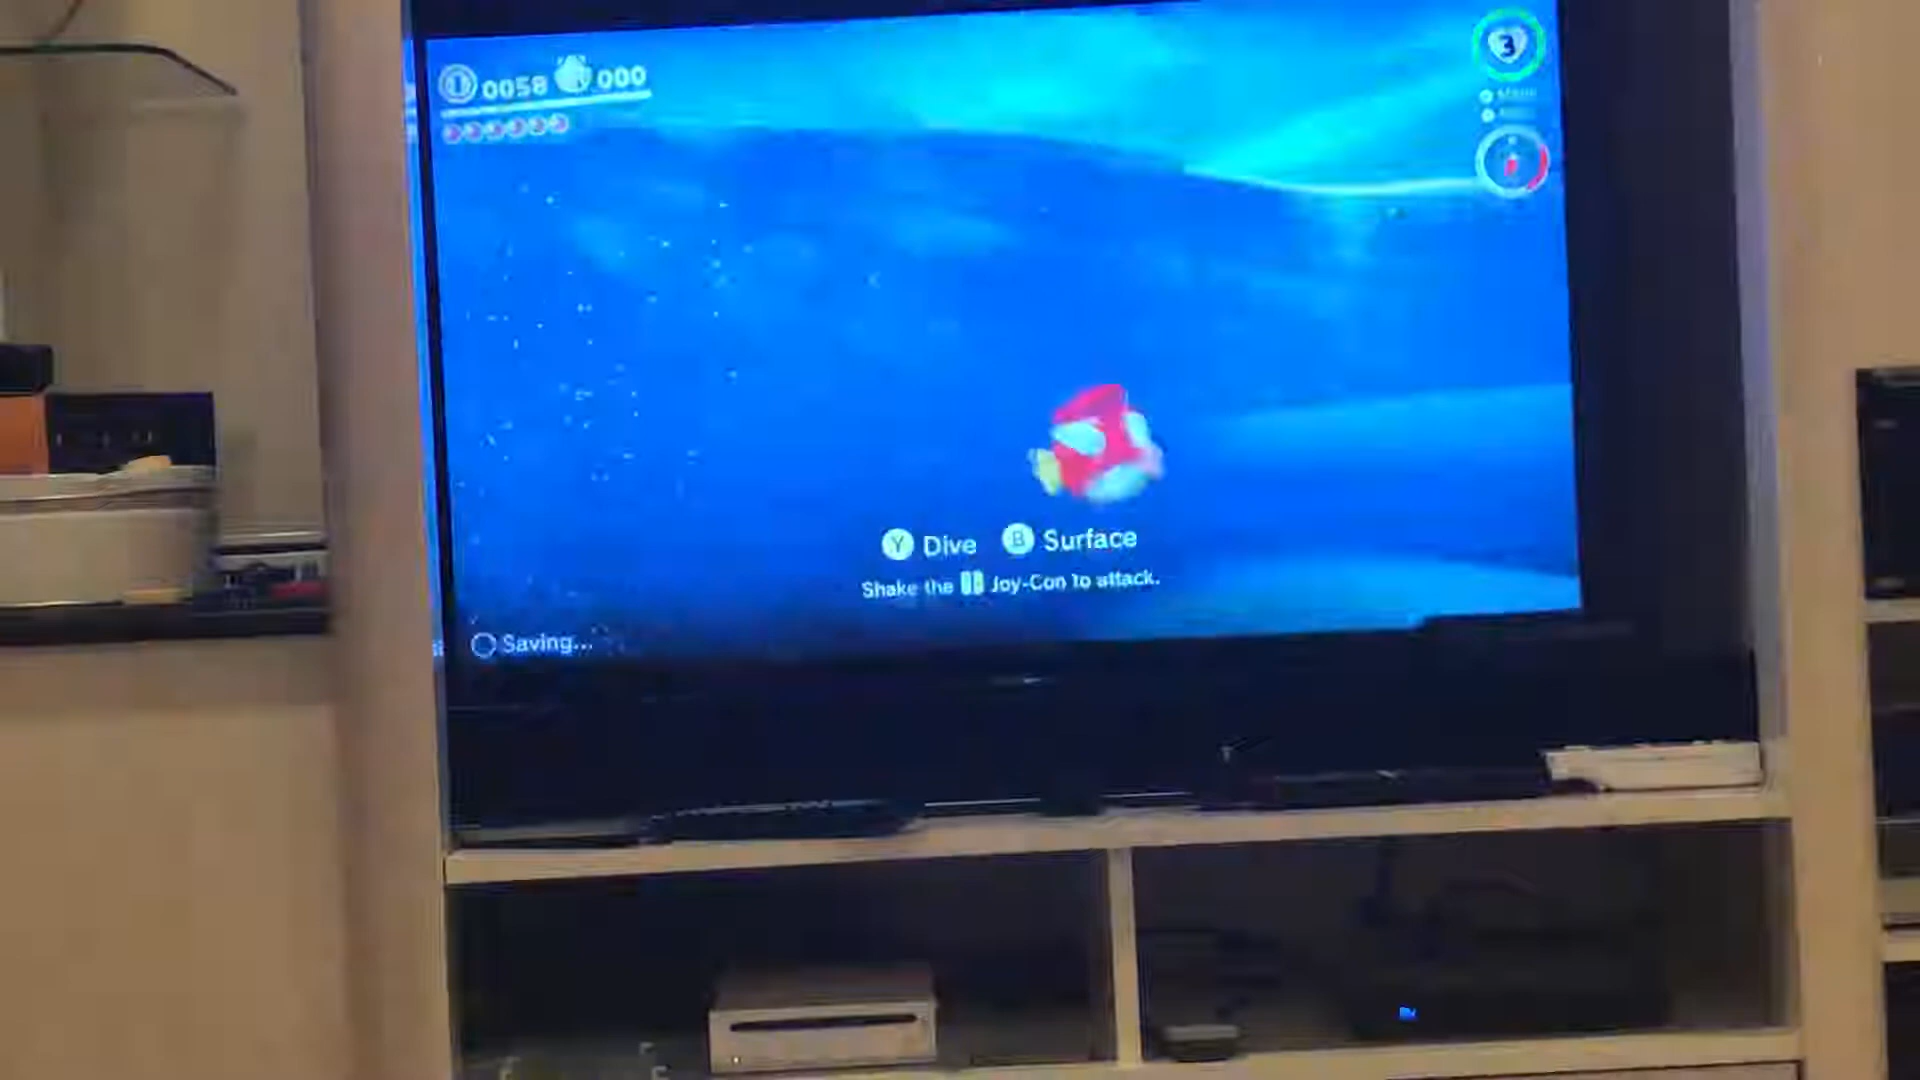 0058 000
3
Y Dive B Surface
Shake the Joy-Con to attack.
Saving...